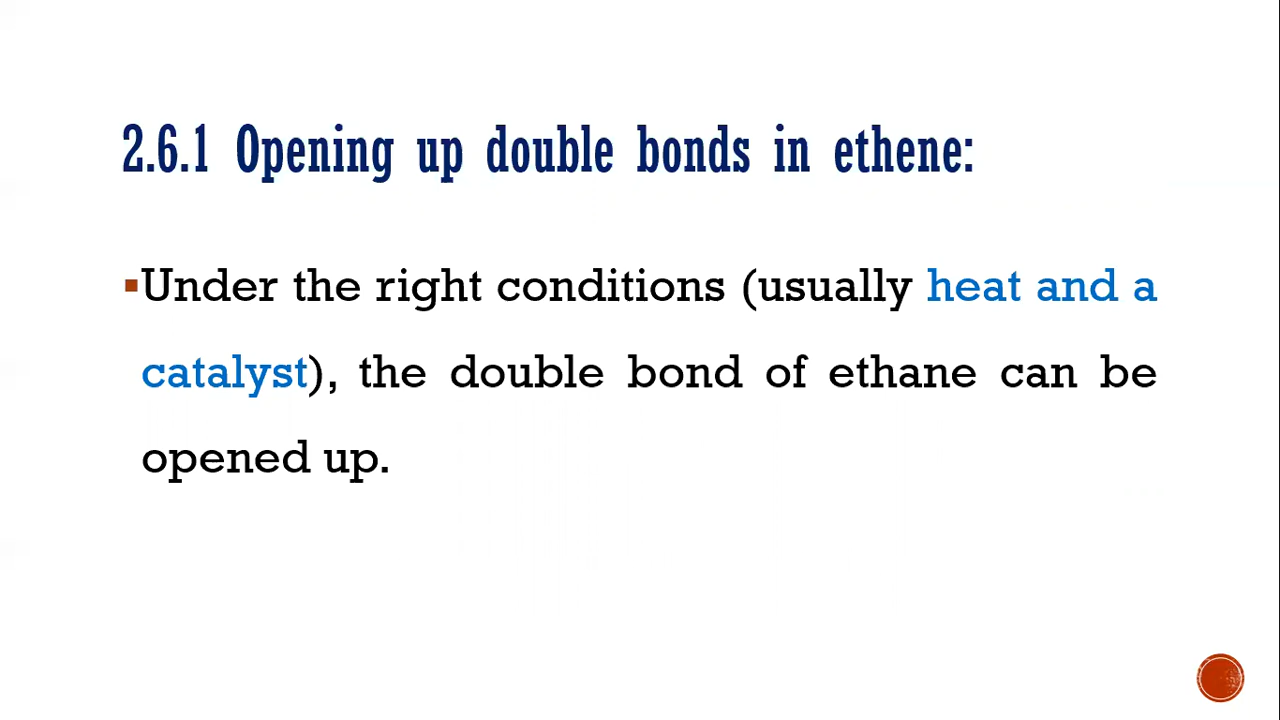 2.6.1 Opening up double bonds in ethene:
▪Under the right conditions (usually heat and a
catalyst), the double bond of ethane can be
opened up.